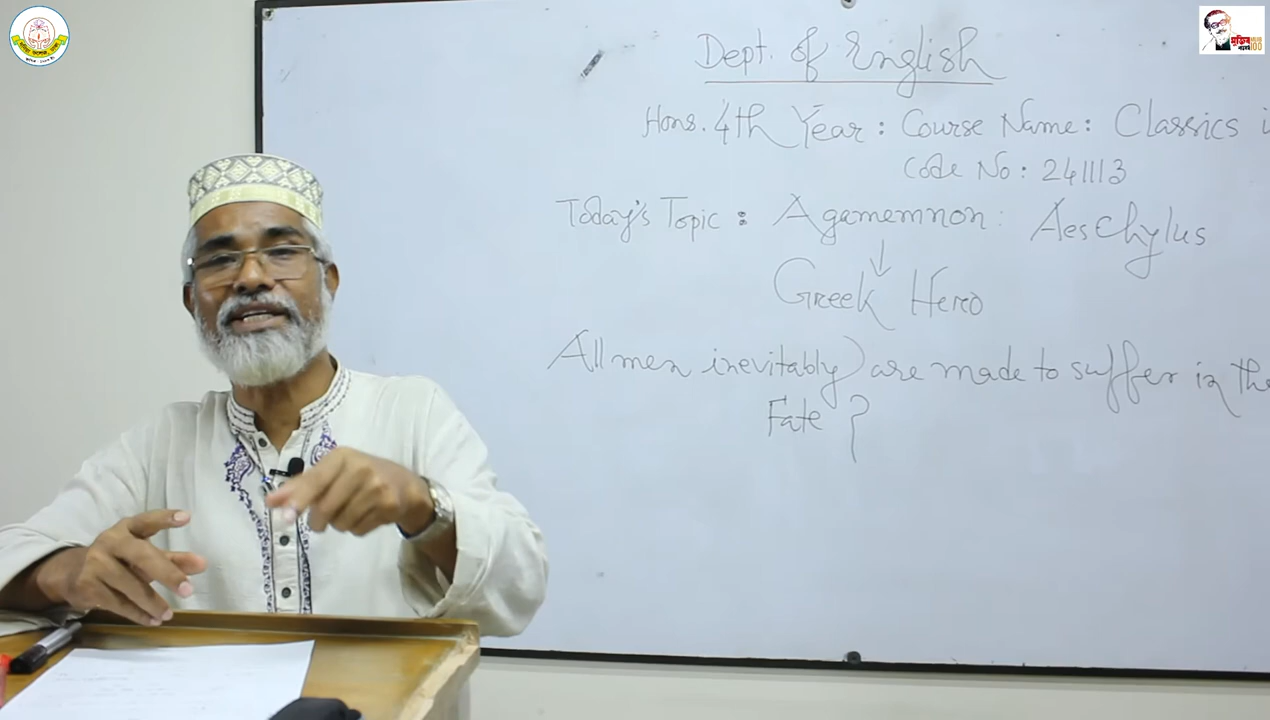 Dept. of English
Hons. 4th Year : Course Name : Classics i
Code No : 241113
Today's Topic : Agamemnon : Aeschylus
Greek Hero
All men inevitably) are made to suffer in the
Fate ?
100